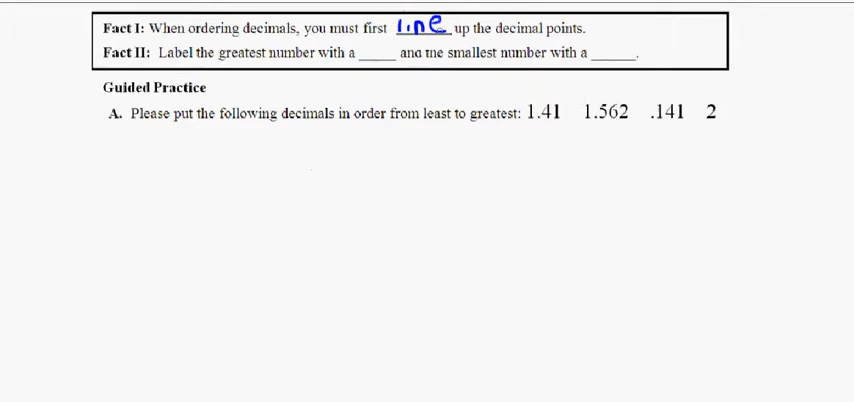 Fact I: When ordering decimals, you must first line up the decimal points.
Fact II: Label the greatest number with a _____ and the smallest number with a ______.
Guided Practice
A. Please put the following decimals in order from least to greatest: 1.41 1.562 .141 2